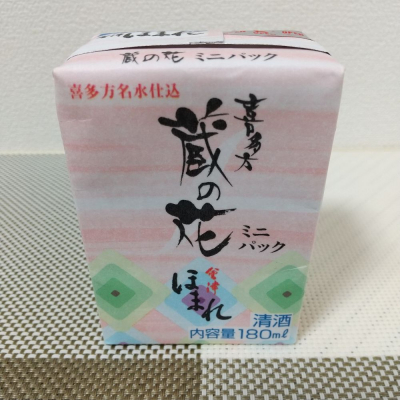 蔵の花 ミニパック
喜多方名水仕込
喜多方
蔵の花
ミニ
パック
會津
ほまれ
清酒
内容量180mℓ